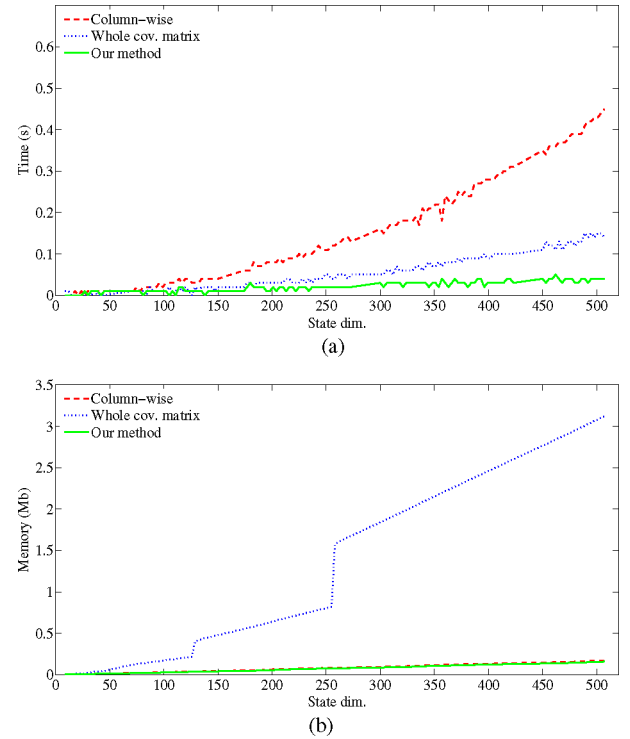 Column-wise
Whole cov. matrix
Our method
0.6
0.5
0.4
0.3
0.2
0.1
0
Time (s)
0 50 100 150 200 250 300 350 400 450 500
State dim.
(a)
3.5
Column-wise
Whole cov. matrix
Our method
3
2.5
2
1.5
1
0.5
0
Memory (Mb)
0 50 100 150 200 250 300 350 400 450 500
State dim.
(b)